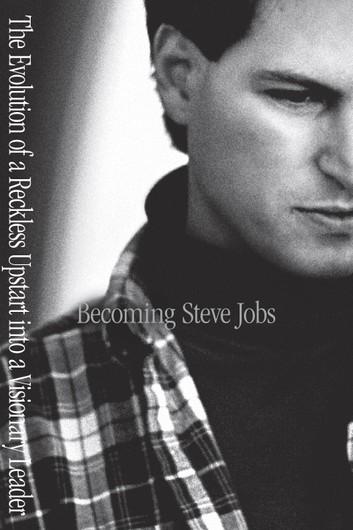 The Evolution of a Reckless Upstart into a Visionary Leader
Becoming Steve Jobs